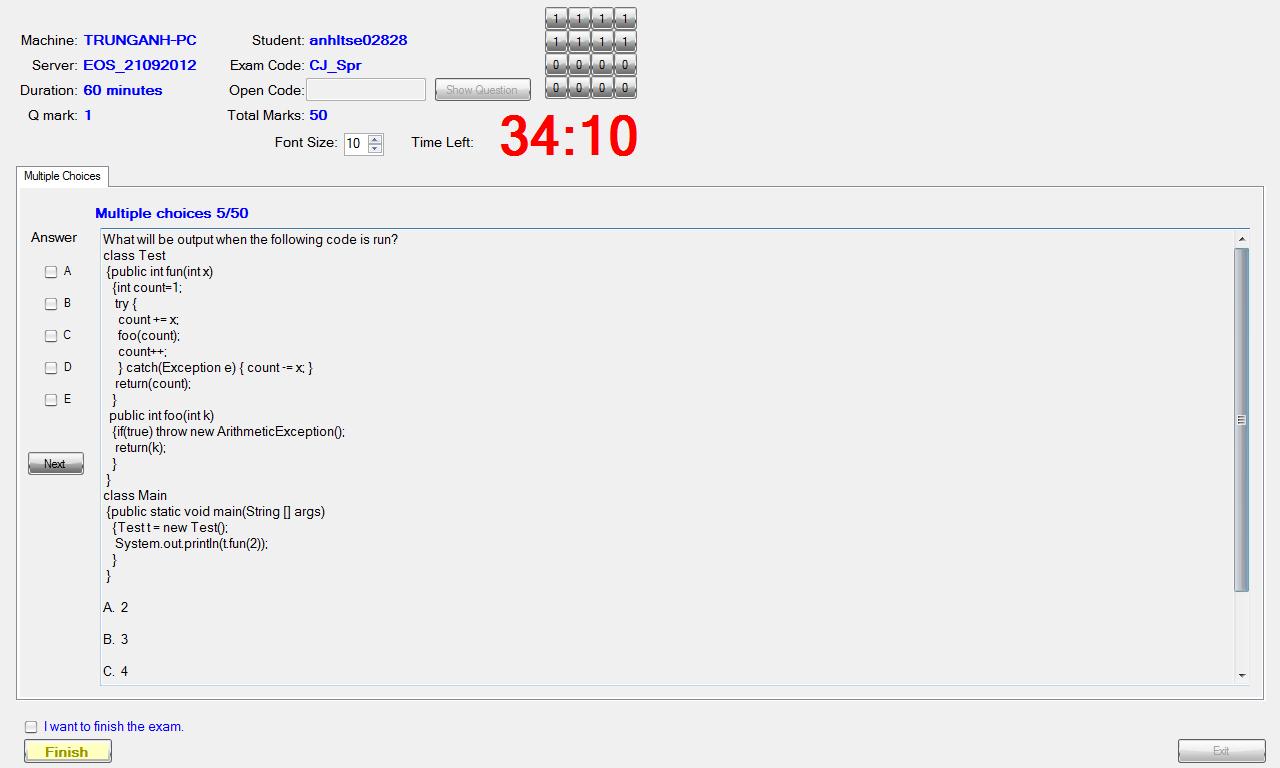 Machine: TRUNGANH-PC Student: anhltse02828
Server: EOS_21092012 Exam Code: CJ_Spr
Duration: 60 minutes Open Code: Show Question
Q mark: 1 Total Marks: 50
Font Size: 10 Time Left: 34:10
1 1 1 1
1 1 1 1
0 0 0 0
0 0 0 0
Multiple Choices
Multiple choices 5/50
Answer
A
B
C
D
E
Next
What will be output when the following code is run?
class Test
{public int fun(int x)
{int count=1;
try {
count += x;
foo(count);
count++;
} catch(Exception e) { count -= x; }
return(count);
}
public int foo(int k)
{if(true) throw new ArithmeticException();
return(k);
}
}
class Main
{public static void main(String [] args)
{Test t = new Test();
System.out.println(t.fun(2));
}
}
A. 2
B. 3
C. 4
I want to finish the exam.
Finish
Exit